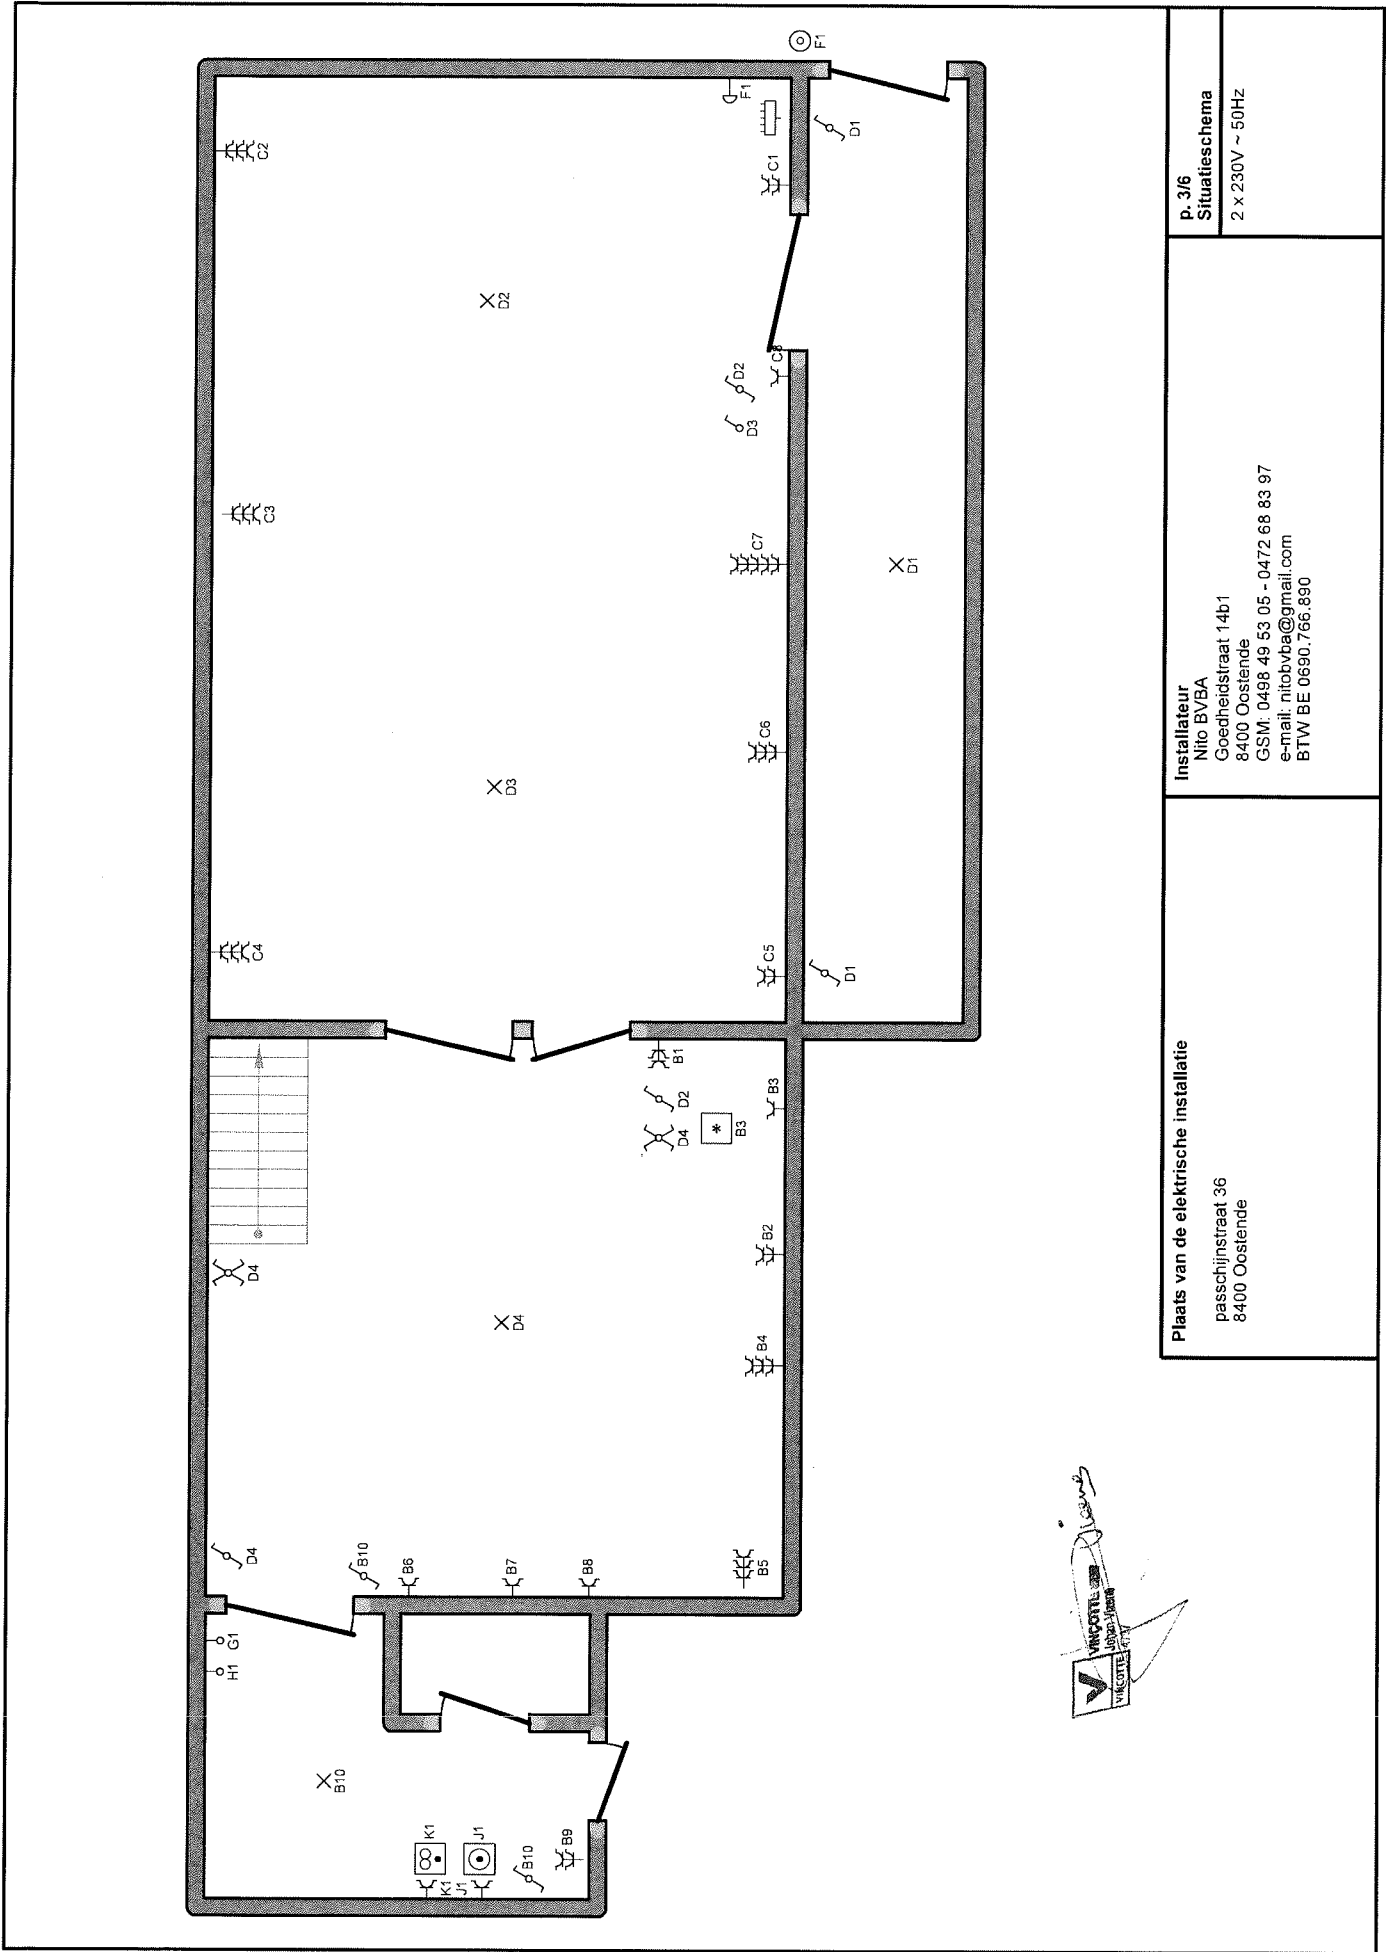 C2
C3
C4
F1
F1
C1
D1
D2
D2
C8
D3
C7
D1
C6
D3
C5
D1
B1
D2
D4
B3
B3
D4
B2
D4
B4
D4
B10
B6
B7
B8
B5
G1
H1
B10
K1
K1
J1
J1
B10
B9
VINÇOTTE
VINÇOTTE
Plaats van de elektrische installatie
passchijnstraat 36
8400 Oostende
Installateur
Nito BVBA
Goedheidstraat 14b1
8400 Oostende
GSM: 0498 49 53 05 - 0472 68 83 97
e-mail: nitobvba@gmail.com
BTW BE 0690.766.890
p. 3/6
Situatieschema
2 x 230V ~ 50Hz